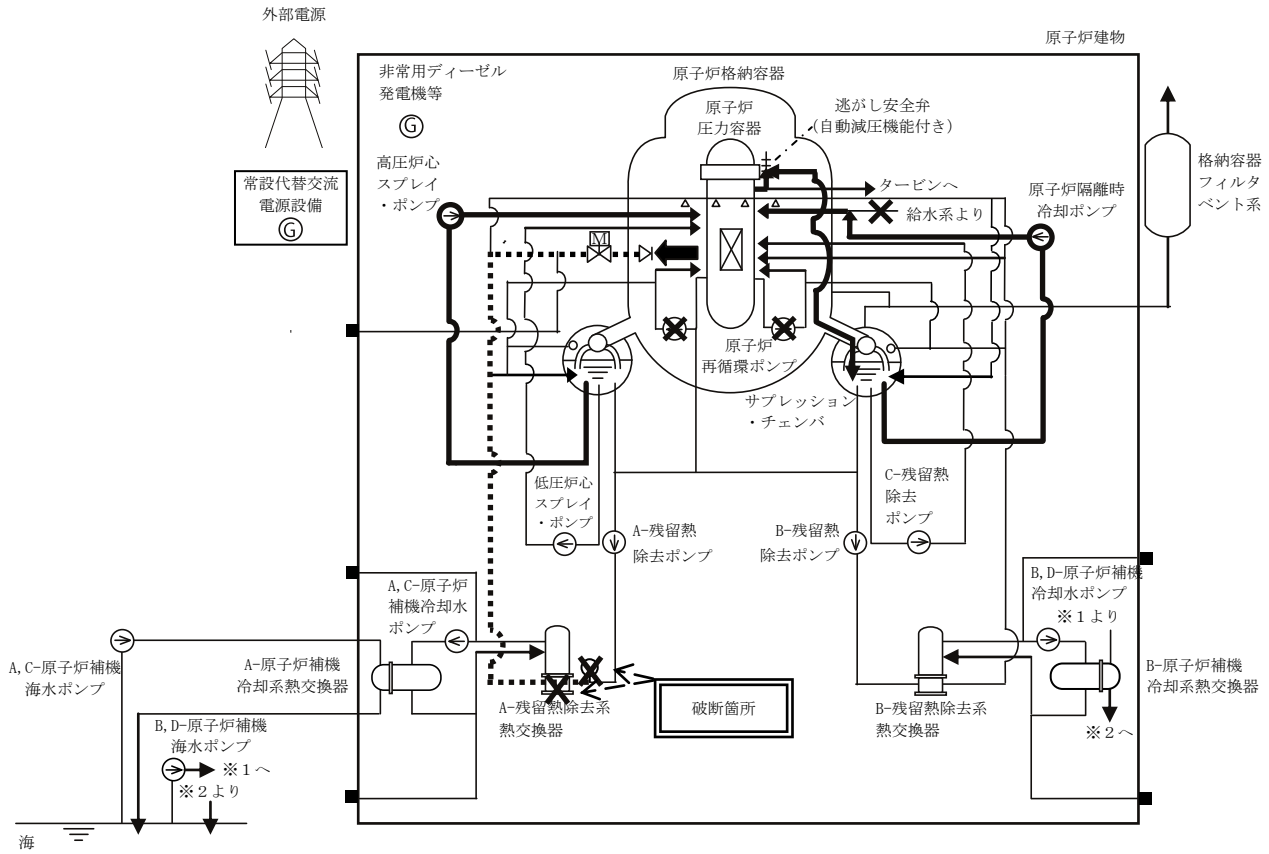 外部電源
原子炉建物
非常用ディーゼル
発電機等
G
原子炉格納容器
原子炉
圧力容器
逃がし安全弁
(自動減圧機能付き)
高圧炉心
スプレイ
・ポンプ
常設代替交流
電源設備
G
タービンへ
給水系より
原子炉隔離時
冷却ポンプ
格納容器
フィルタ
ベント系
M
原子炉
再循環ポンプ
サプレッション
・チェンバ
低圧炉心
スプレイ
・ポンプ
A-残留熱
除去ポンプ
B-残留熱
除去ポンプ
C-残留熱
除去
ポンプ
A,C-原子炉
補機冷却水
ポンプ
B,D-原子炉補機
冷却水ポンプ
※1より
A,C-原子炉補機
海水ポンプ
A-原子炉補機
冷却系熱交換器
B-原子炉補機
冷却系熱交換器
A-残留熱除去系
熱交換器
破断箇所
B-残留熱除去系
熱交換器
※2へ
B,D-原子炉補機
海水ポンプ
※1へ
※2より
海